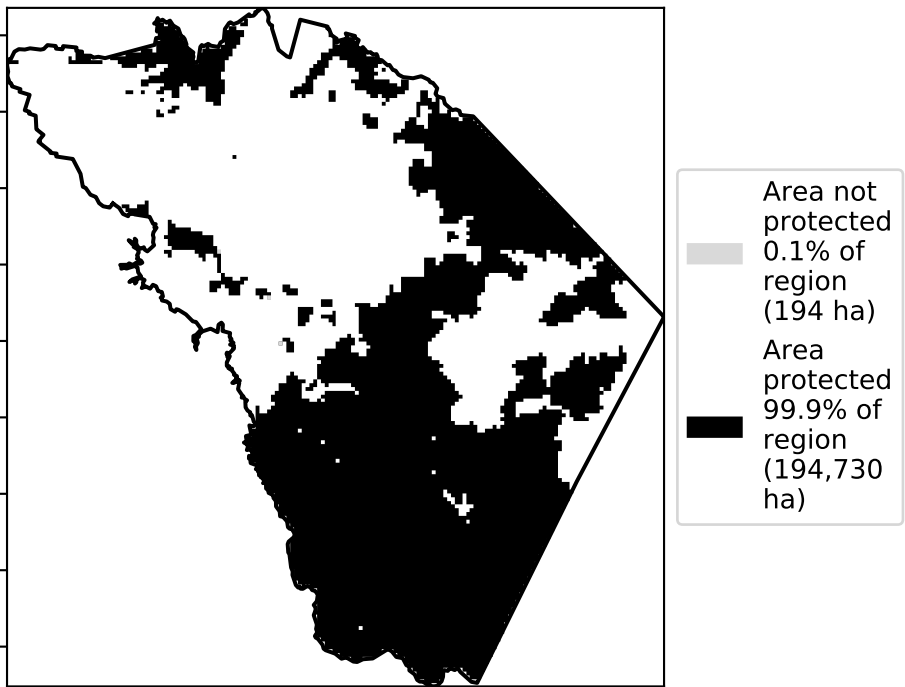 Area not
protected
0.1% of
region
(194 ha)
Area
protected
99.9% of
region
(194,730
ha)